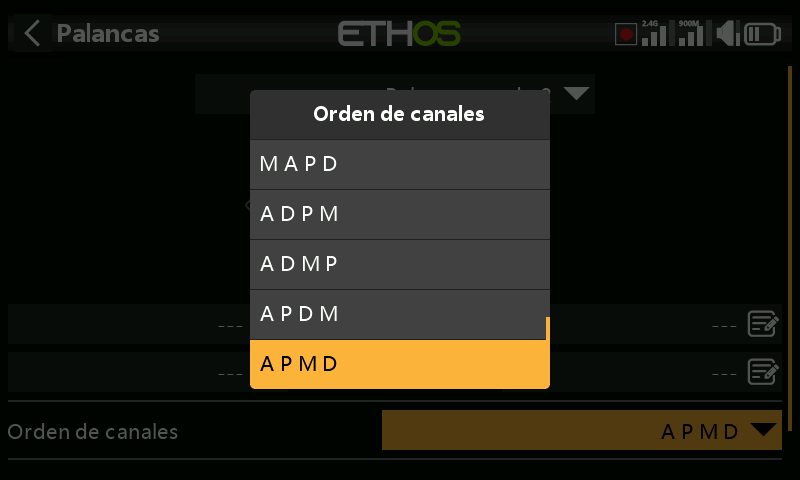 Palancas
ETHOS
2.4G
900M
Orden de canales
M A P D
A D P M
A D M P
A P D M
A P M D
---
---
---
---
Orden de canales
A P M D